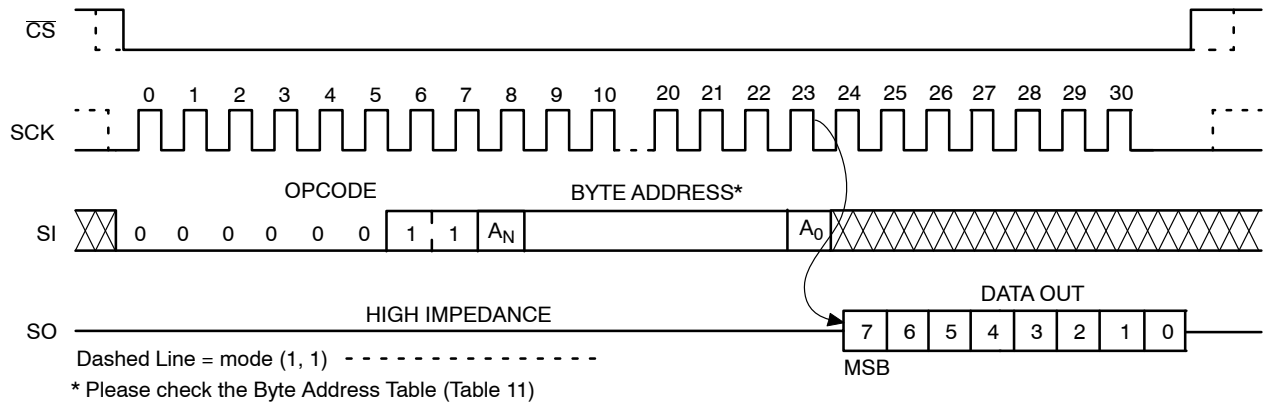 CS
0 1 2 3 4 5 6 7 8 9 10 20 21 22 23 24 25 26 27 28 29 30
SCK
OPCODE BYTE ADDRESS*
SI 0 0 0 0 0 0 1 1 AN A0
DATA OUT
HIGH IMPEDANCE
SO 7 6 5 4 3 2 1 0
Dashed Line = mode (1, 1) - - - - - - - - - - - - - - -
MSB
* Please check the Byte Address Table (Table 11)